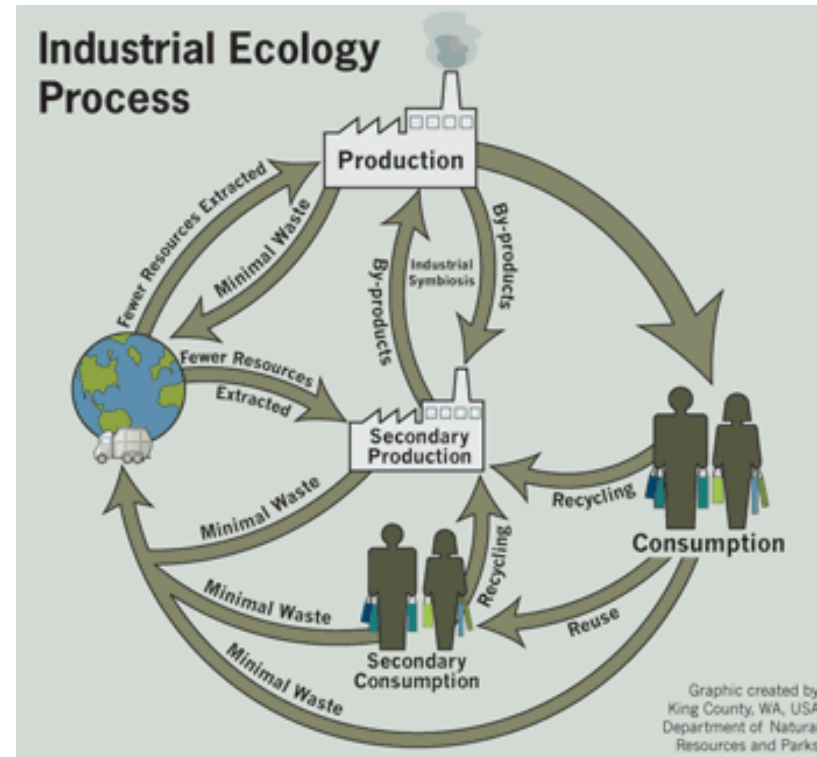 Industrial Ecology
Process
Production
Fewer Resources Extracted
Minimal Waste
By-products
Industrial
Symbiosis
By-products
Fewer Resources
Extracted
Secondary
Production
Minimal Waste
Recycling
Consumption
Recycling
Minimal Waste
Reuse
Secondary
Consumption
Minimal Waste
Graphic created by
King County, WA, USA
Department of Natura
Resources and Parks